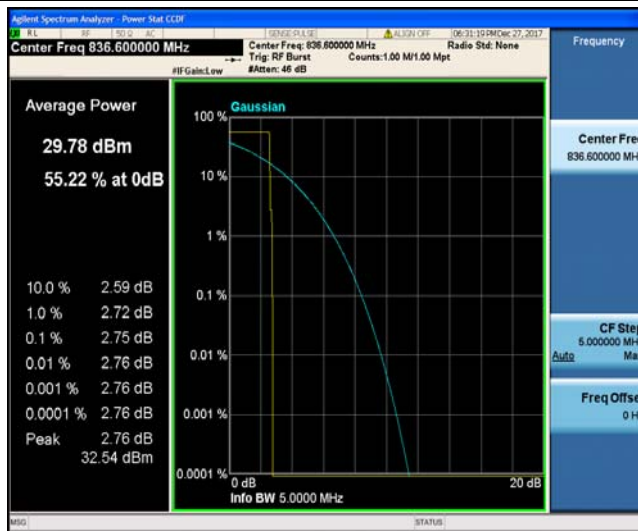 Agilent Spectrum Analyzer - Power Stat CCDF
RL RF 50 Ω AC SENSE:PULSE ALIGN OFF 06:31:19 PM Dec 27, 2017
Center Freq 836.600000 MHz
Center Freq: 836.600000 MHz
Radio Std: None
Trig: RF Burst
Counts:1.00 M/1.00 Mpt
#IFGain:Low
#Atten: 46 dB
Frequency
Average Power
29.78 dBm
55.22 % at 0dB
10.0 % 2.59 dB
1.0 % 2.72 dB
0.1 % 2.75 dB
0.01 % 2.76 dB
0.001 % 2.76 dB
0.0001 % 2.76 dB
Peak 2.76 dB
32.54 dBm
Gaussian
100 %
10 %
1 %
0.1 %
0.01 %
0.001 %
0.0001 %
0 dB
20 dB
Info BW 5.0000 MHz
Center Fre
836.600000 MH
CF Ste
5.000000 MH
Auto Ma
Freq Offse
0 H
MSG
STATUS